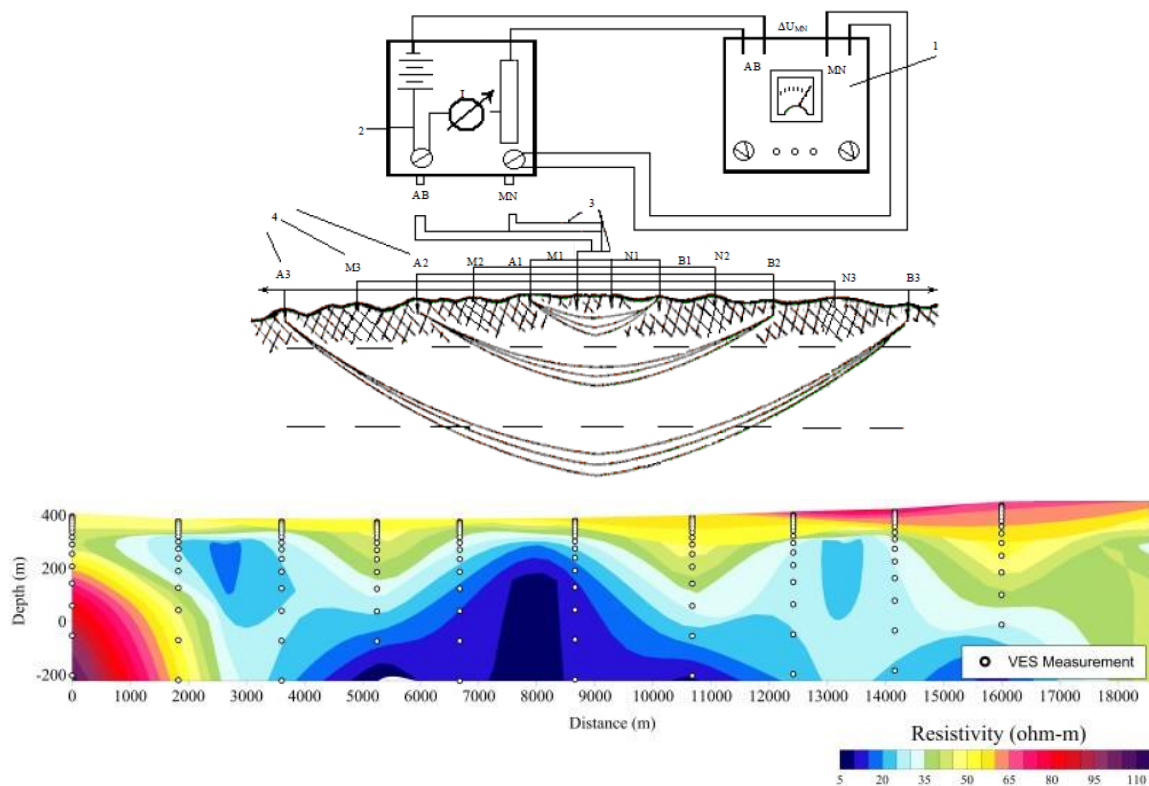 ΔU_MN
AB MN 1
I
2
AB MN
3
4
A3 M3 A2 M2 A1 M1 N1 B1 N2 B2 N3 B3
400
200
0
-200
Depth (m)
VES Measurement
0 1000 2000 3000 4000 5000 6000 7000 8000 9000 10000 11000 12000 13000 14000 15000 16000 17000 18000
Distance (m)
Resistivity (ohm-m)
5 20 35 50 65 80 95 110